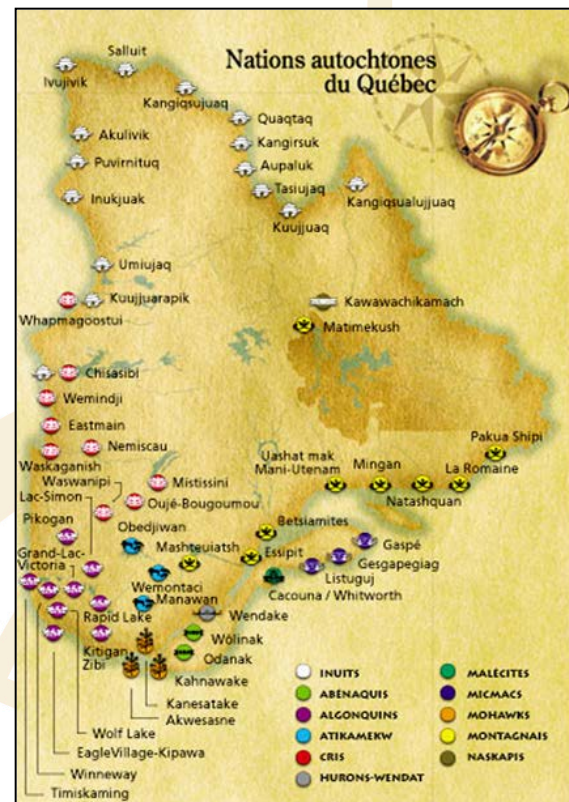 Nations autochtones
du Québec
Salluit
Ivujivik
Kangiqsujuaq
Quaqtaq
Akulivik
Kangirsuk
Puvirnituq
Aupaluk
Tasiujaq
Kangiqsualujjuaq
Inukjuak
Kuujjuaq
Umiujaq
Kuujjuarapik
Kawawachikamach
Whapmagoostui
Matimekush
Chisasibi
Wemindji
Eastmain
Nemiscau
Waskaganish
Waswanipi
Mistissini
Lac-Simon
Oujé-Bougoumou
Pakua Shipi
Uashat mak
Mani-Utenam
Mingan
La Romaine
Natashquan
Pikogan
Obedjiwan
Betsiamites
Grand-Lac-
Victoria
Mashteuiatsh
Essipit
Gaspé
Gesgapegiag
Listuguj
Wemontaci
Cacouna / Whitworth
Manawan
Rapid Lake
Wendake
Wôlinak
Kitigan
Zibi
Odanak
Kahnawake
Kanesatake
Akwesasne
Wolf Lake
EagleVillage-Kipawa
Winneway
Timiskaming
INUITS
ABÉNAQUIS
ALGONQUINS
ATIKAMEKW
CRIS
HURONS-WENDAT
MALÉCITES
MICMACS
MOHAWKS
MONTAGNAIS
NASKAPIS